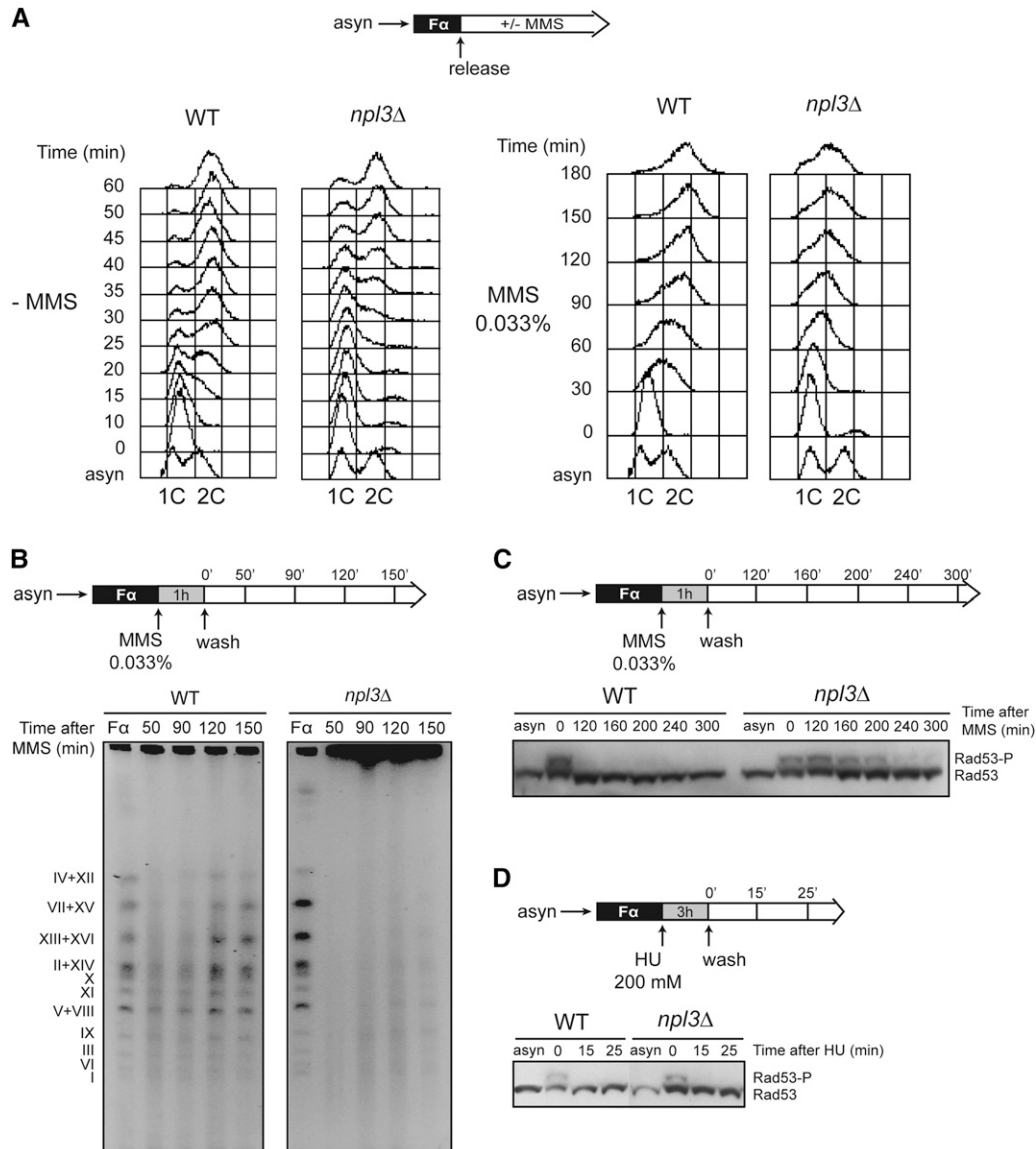 A
asyn Fα +/- MMS
release
WT npl3Δ
Time (min)
60
50
45
40
35
30
25
20
15
10
0
asyn
- MMS
1C 2C 1C 2C
WT npl3Δ
Time (min)
180
150
120
90
60
30
0
asyn
MMS
0.033%
1C 2C 1C 2C
B
0' 50' 90' 120' 150'
asyn Fα 1h
MMS
0.033%
wash
WT npl3Δ
Time after
MMS (min)
Fα 50 90 120 150 Fα 50 90 120 150
IV+XII
VII+XV
XIII+XVI
II+XIV
X
XI
V+VIII
IX
III
VI
I
C
0' 120' 160' 200' 240' 300'
asyn Fα 1h
MMS
0.033%
wash
WT npl3Δ
asyn 0 120 160 200 240 300 asyn 0 120 160 200 240 300
Time after
MMS (min)
Rad53-P
Rad53
D
0' 15' 25'
asyn Fα 3h
HU
200 mM
wash
WT npl3Δ
asyn 0 15 25 asyn 0 15 25 Time after HU (min)
Rad53-P
Rad53